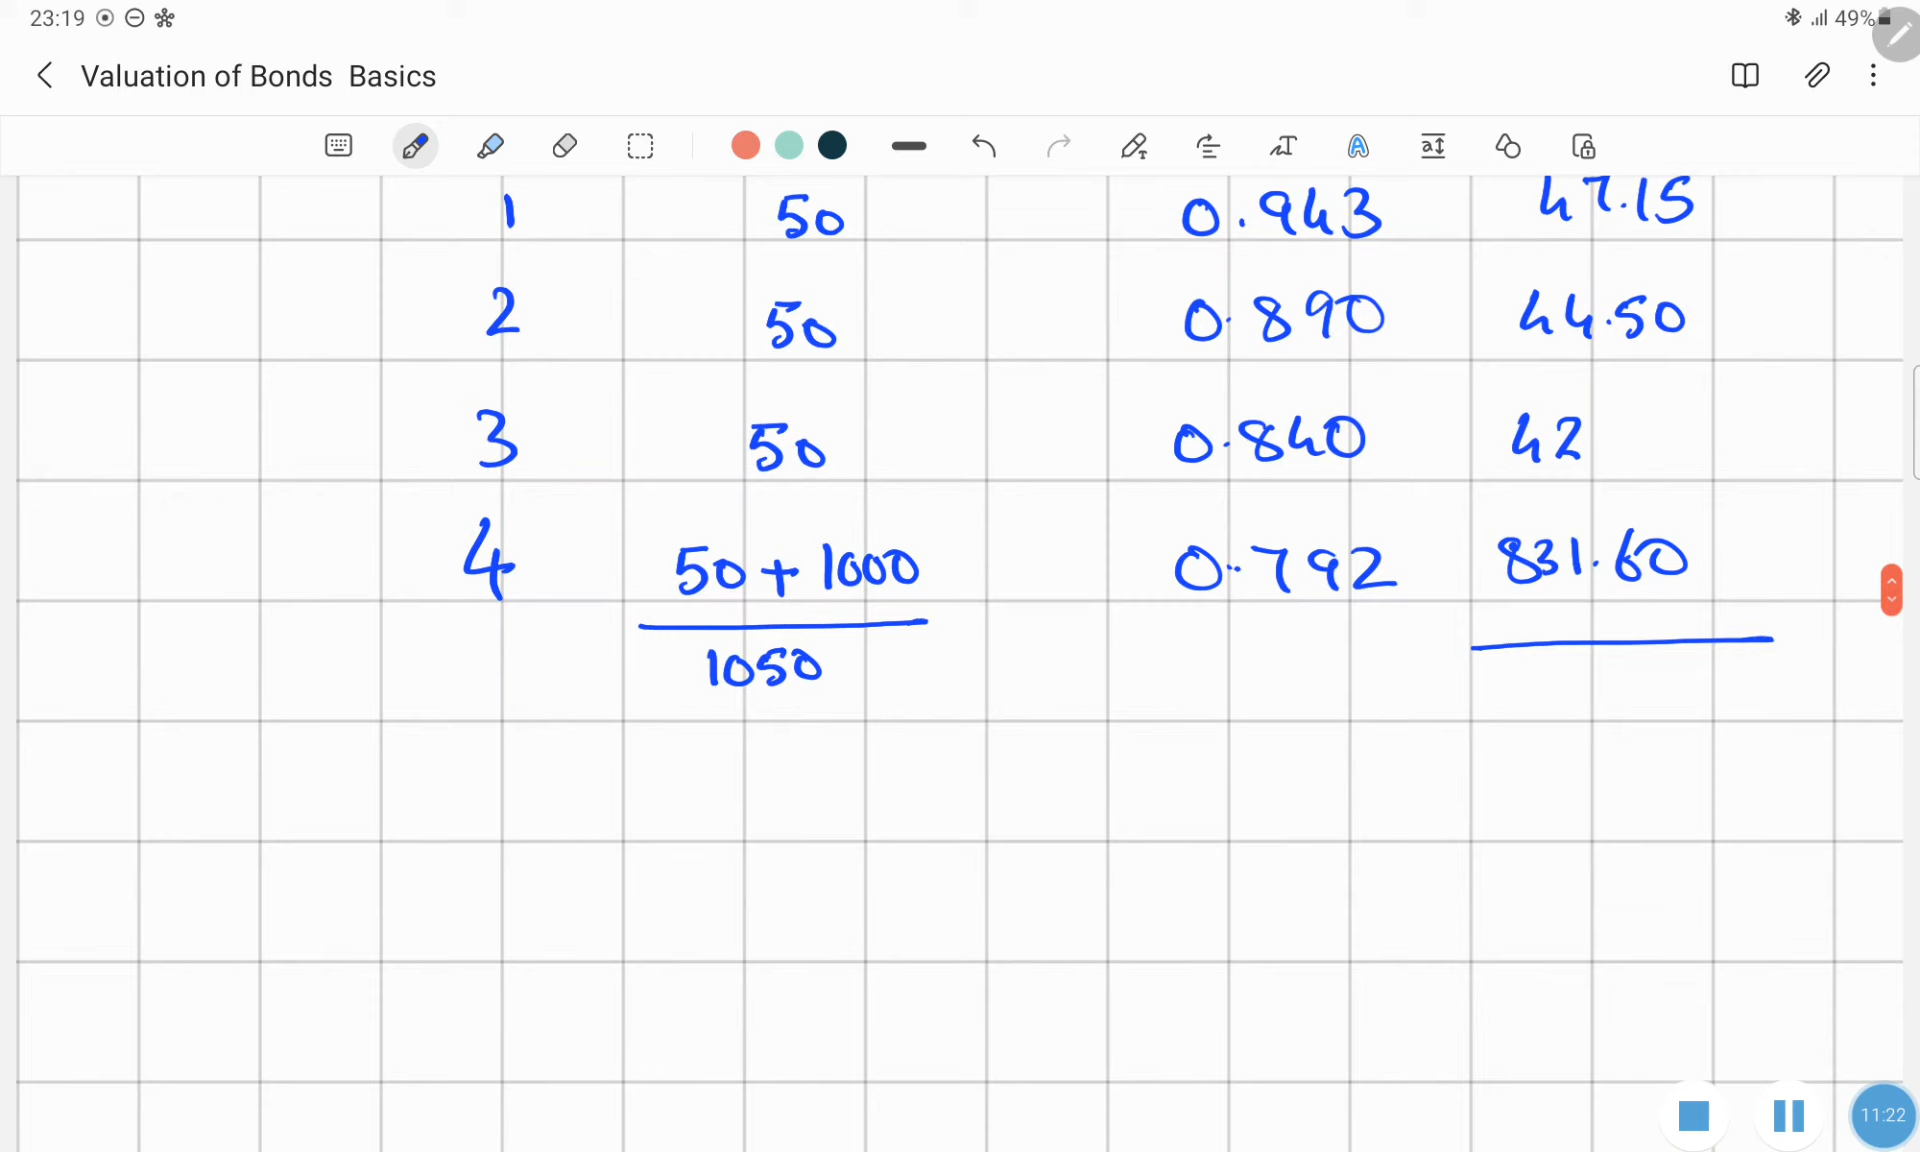 23:19 49%
Valuation of Bonds Basics
1 50 0.943 47.15
2 50 0.890 44.50
3 50 0.840 42
4 50 + 1000 0.792 831.60
1050
11:22